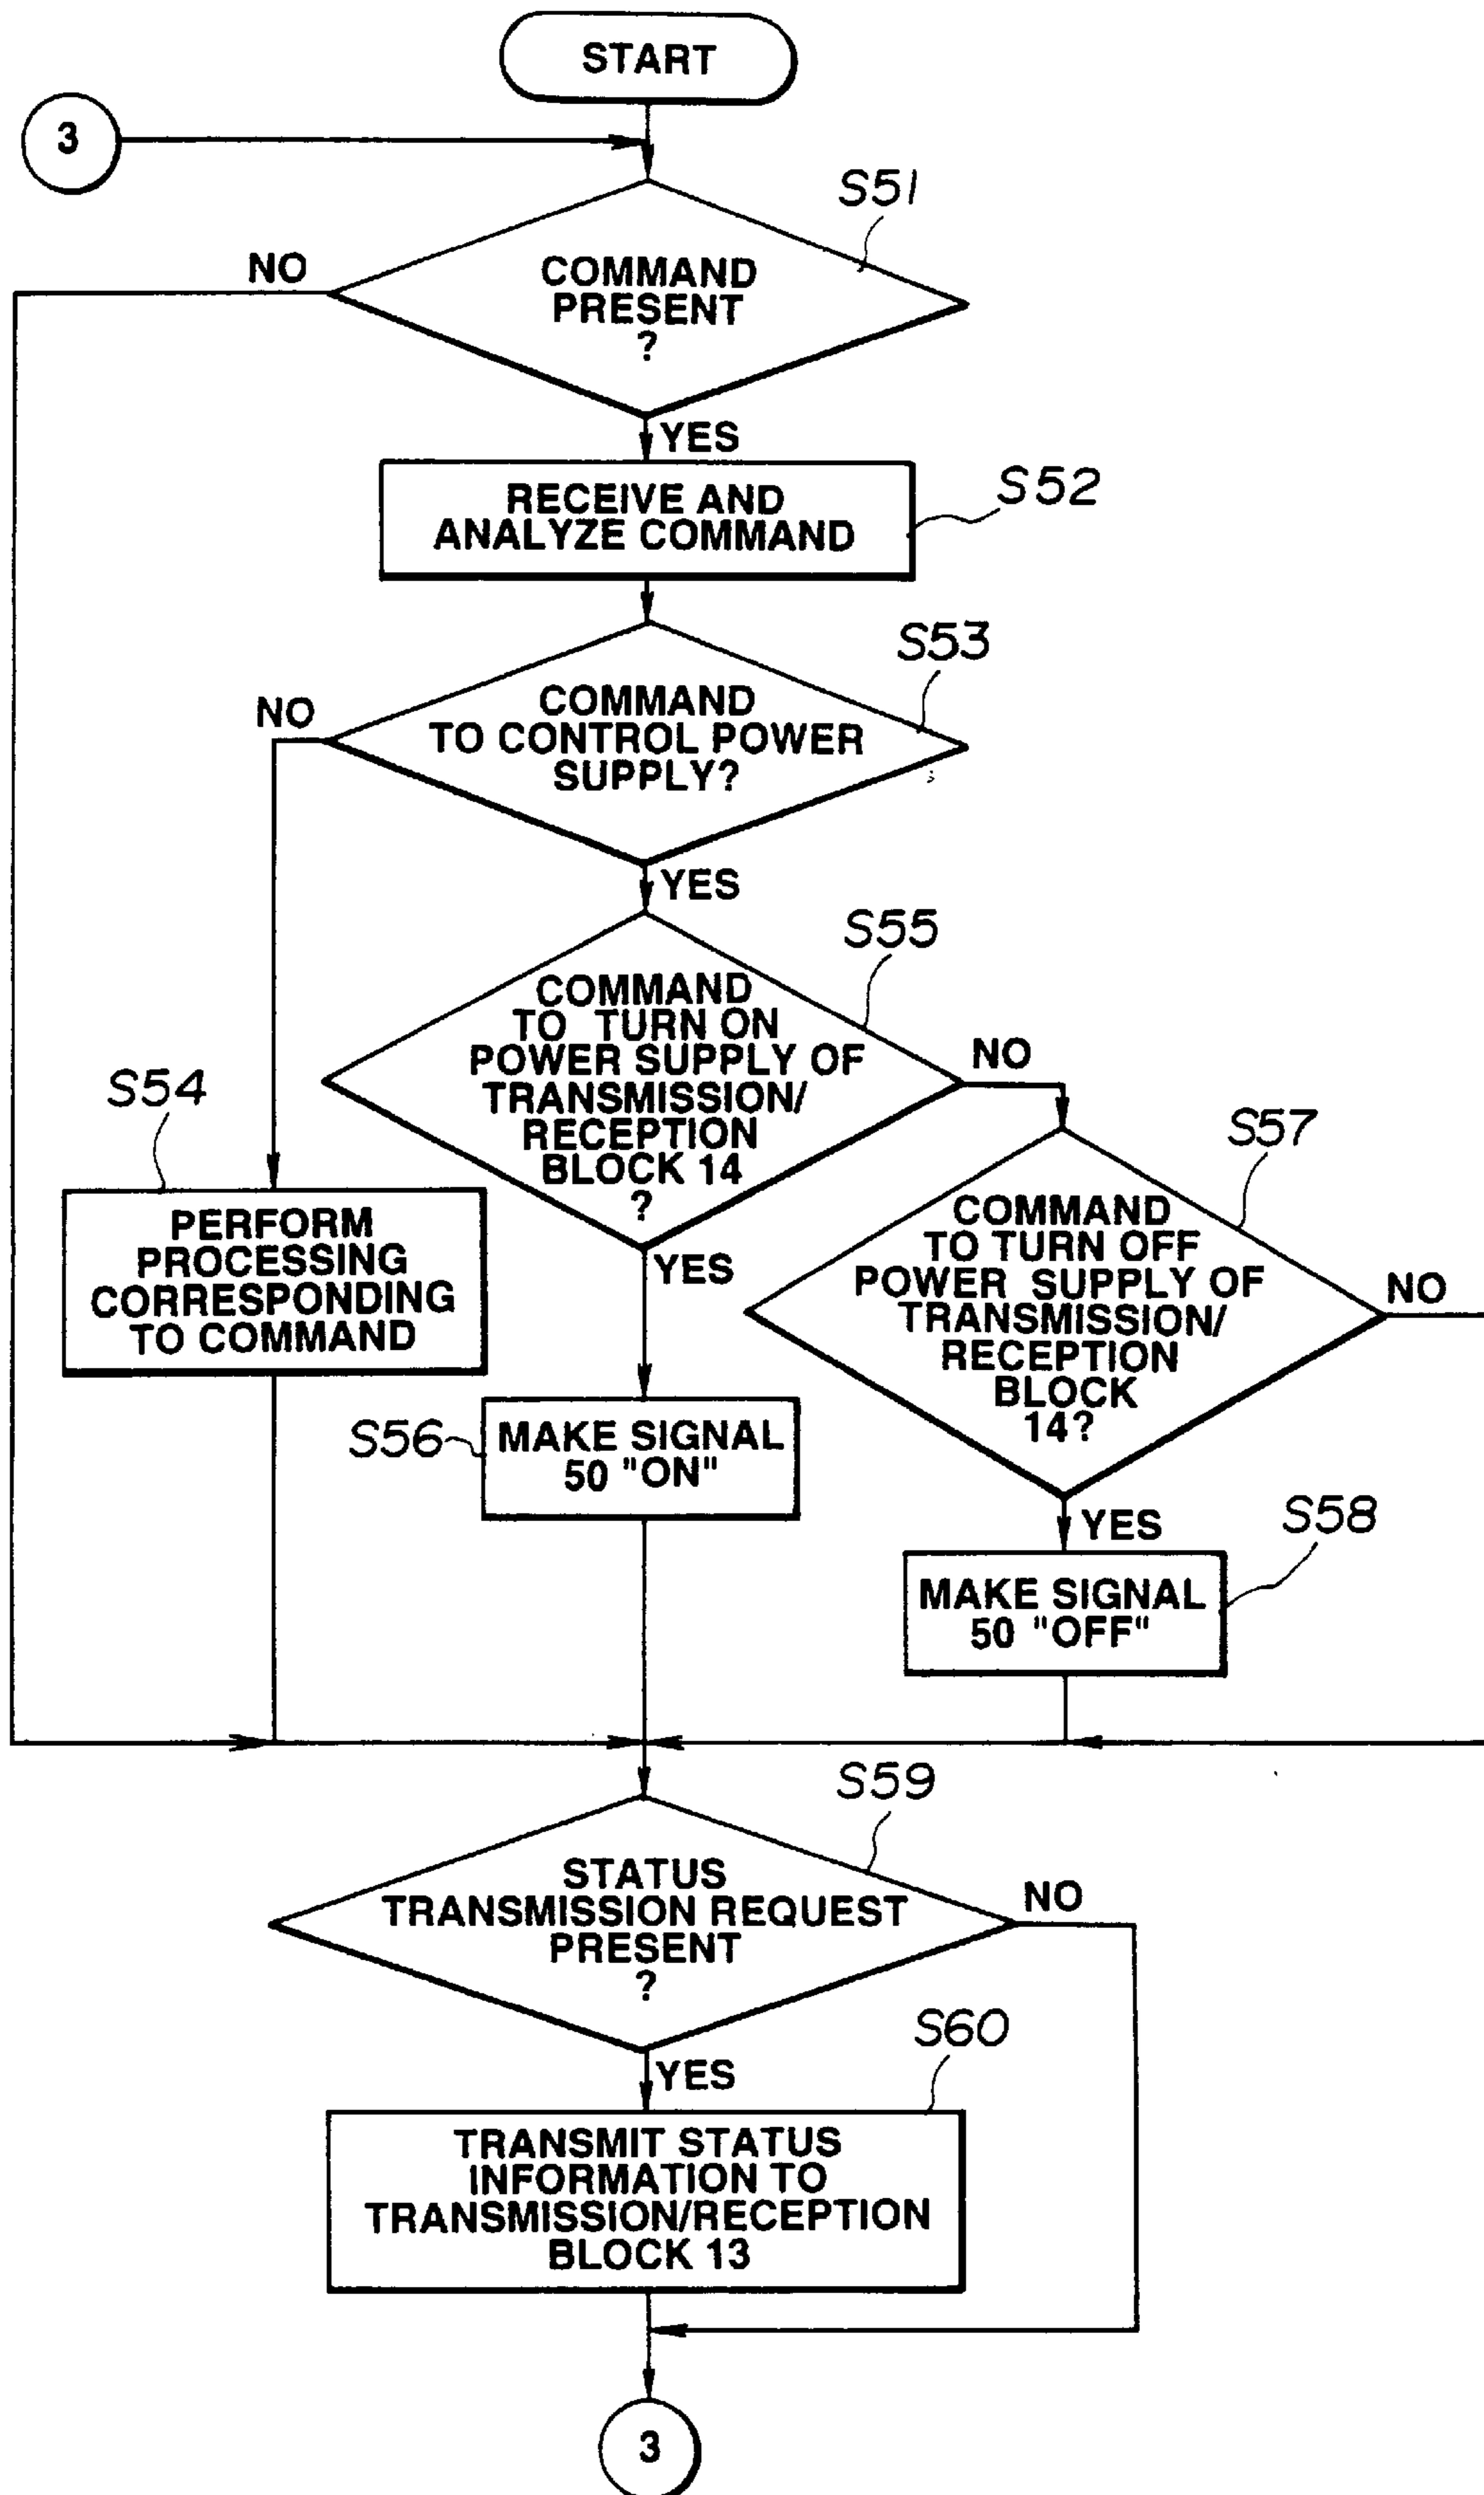 START
3
S51
NO
COMMAND
PRESENT
?
YES
RECEIVE AND
ANALYZE COMMAND
S52
S53
NO
COMMAND
TO CONTROL POWER
SUPPLY?
YES
S55
COMMAND
TO TURN ON
POWER SUPPLY OF
TRANSMISSION/
RECEPTION
BLOCK 14
?
NO
S54
S57
PERFORM
PROCESSING
CORRESPONDING
TO COMMAND
YES
COMMAND
TO TURN OFF
POWER SUPPLY OF
TRANSMISSION/
RECEPTION
BLOCK
14?
NO
S56
MAKE SIGNAL
50 "ON"
YES
S58
MAKE SIGNAL
50 "OFF"
S59
STATUS
TRANSMISSION REQUEST
PRESENT
?
NO
S60
YES
TRANSMIT STATUS
INFORMATION TO
TRANSMISSION/RECEPTION
BLOCK 13
3